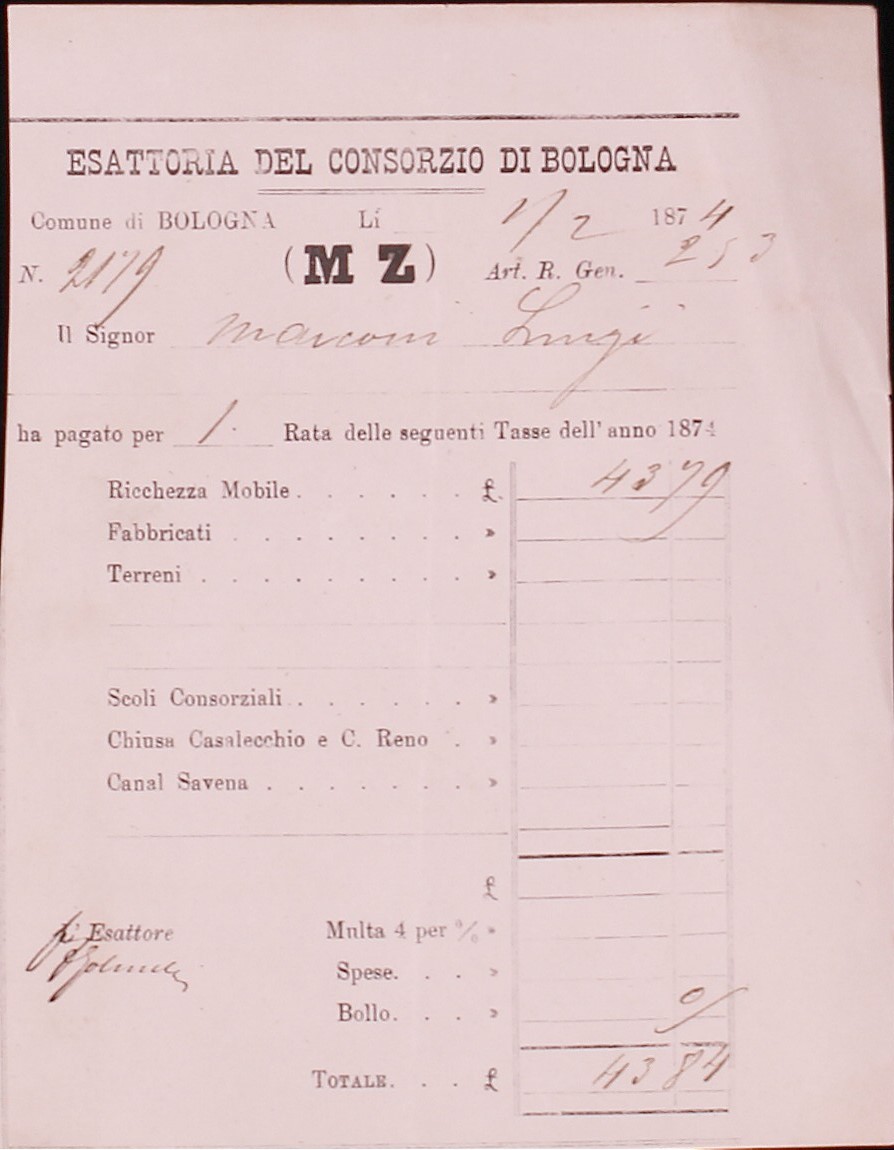 ESATTORIA DEL CONSORZIO DI BOLOGNA
Comune di BOLOGNA Lì 1/2 1874
N. 2179 (M Z) Art. R. Gen. 253
Il Signor Marconi Luigi
ha pagato per 1. Rata delle seguenti Tasse dell' anno 1874
Ricchezza Mobile . . . . . . £. 43 79
Fabbricati . . . . . . . . . »
Terreni . . . . . . . . . . »
Scoli Consorziali . . . . . . »
Chiusa Casalecchio e C. Reno . »
Canal Savena . . . . . . . »
£
L' Esattore Multa 4 per % »
Spese. . . »
Bollo. . . »
TOTALE. . . £ 43 84